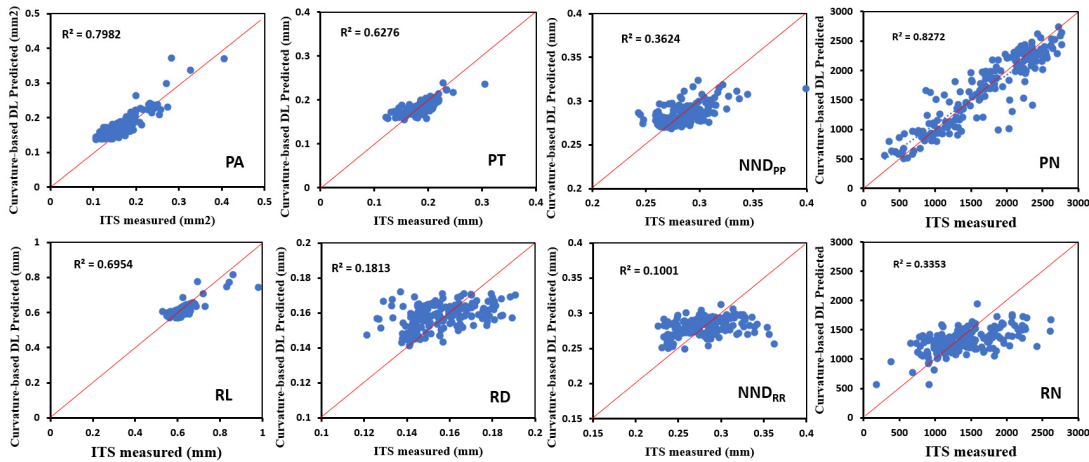 Curvature-based DL Predicted (mm2)
0.5
0.4
0.3
0.2
0.1
0
R² = 0.7982
PA
0 0.1 0.2 0.3 0.4 0.5
ITS measured (mm2)
Curvature-based DL Predicted (mm)
0.4
0.3
0.2
0.1
0
R² = 0.6276
PT
0 0.1 0.2 0.3 0.4
ITS measured (mm)
Curvature-based DL Predicted (mm)
0.4
0.3
0.2
R² = 0.3624
NNDPP
0.2 0.3 0.4
ITS measured (mm)
Curvature-based DL Predicted
3000
2500
2000
1500
1000
500
0
R² = 0.8272
PN
0 500 1000 1500 2000 2500 3000
ITS measured
Curvature-based DL Predicted (mm)
1
0.8
0.6
0.4
0.2
0
R² = 0.6954
RL
0 0.2 0.4 0.6 0.8 1
ITS measured (mm)
Curvature-based DL Predicted (mm)
0.2
0.18
0.16
0.14
0.12
0.1
R² = 0.1813
RD
0.1 0.12 0.14 0.16 0.18 0.2
ITS measured (mm)
Curvature-based DL Predicted (mm)
0.4
0.35
0.3
0.25
0.2
0.15
R² = 0.1001
NNDRR
0.15 0.2 0.25 0.3 0.35 0.4
ITS measured (mm)
Curvature-based DL Predicted
3000
2500
2000
1500
1000
500
0
R² = 0.3353
RN
0 500 1000 1500 2000 2500 3000
ITS measured